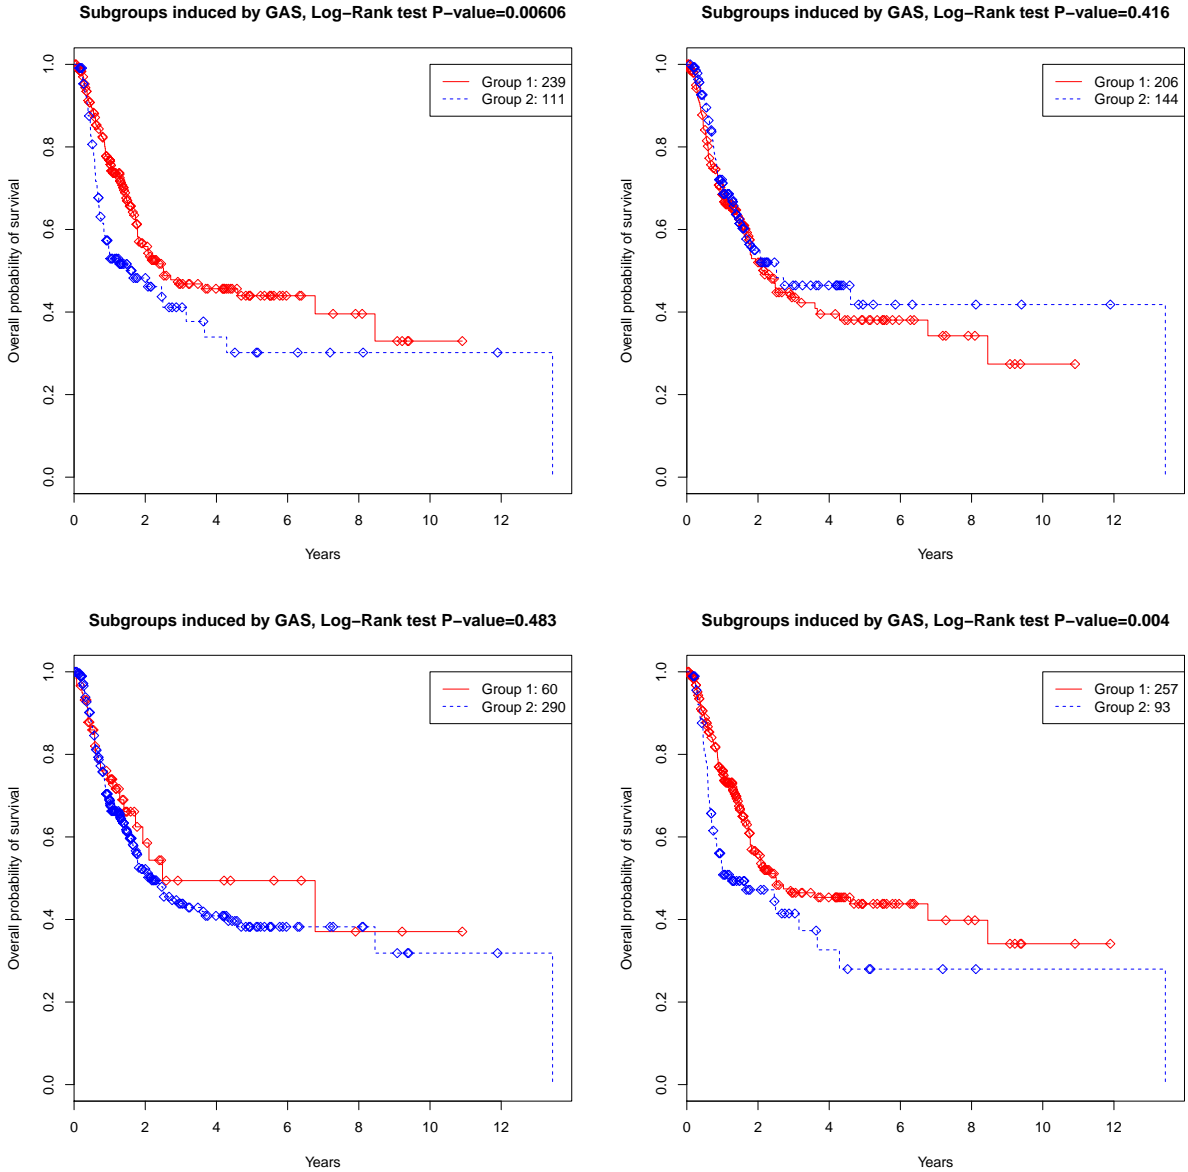 Subgroups induced by GAS, Log−Rank test P−value=0.00606
Overall probability of survival
1.0
0.8
0.6
0.4
0.2
0.0
Group 1: 239
Group 2: 111
0 2 4 6 8 10 12
Years
Subgroups induced by GAS, Log−Rank test P−value=0.416
Overall probability of survival
1.0
0.8
0.6
0.4
0.2
0.0
Group 1: 206
Group 2: 144
0 2 4 6 8 10 12
Years
Subgroups induced by GAS, Log−Rank test P−value=0.483
Overall probability of survival
1.0
0.8
0.6
0.4
0.2
0.0
Group 1: 60
Group 2: 290
0 2 4 6 8 10 12
Years
Subgroups induced by GAS, Log−Rank test P−value=0.004
Overall probability of survival
1.0
0.8
0.6
0.4
0.2
0.0
Group 1: 257
Group 2: 93
0 2 4 6 8 10 12
Years